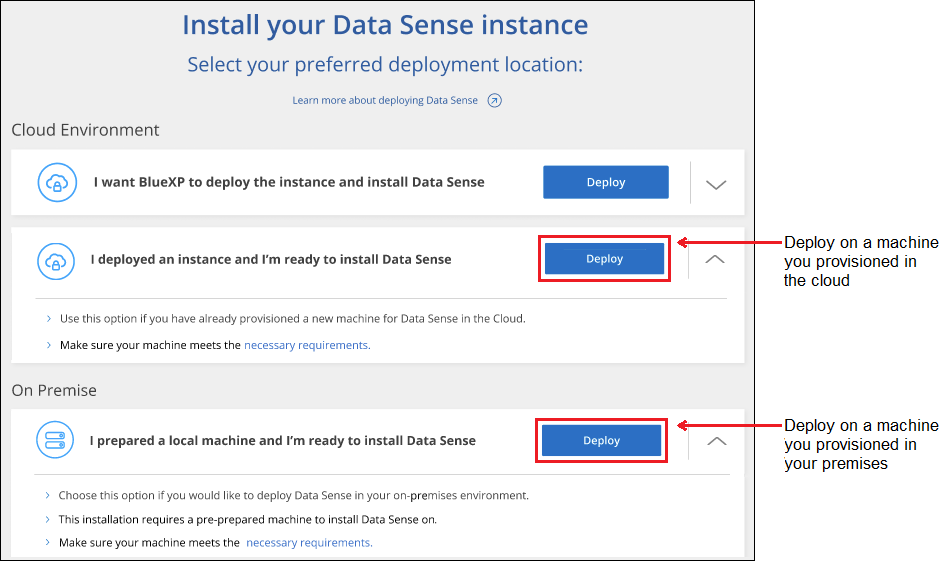 Install your Data Sense instance
Select your preferred deployment location:
Learn more about deploying Data Sense
Cloud Environment
I want BlueXP to deploy the instance and install Data Sense
Deploy
I deployed an instance and I’m ready to install Data Sense
Deploy
Deploy on a machine
you provisioned in
the cloud
Use this option if you have already provisioned a new machine for Data Sense in the Cloud.
Make sure your machine meets the necessary requirements.
On Premise
I prepared a local machine and I’m ready to install Data Sense
Deploy
Deploy on a machine
you provisioned in
your premises
Choose this option if you would like to deploy Data Sense in your on-premises environment.
This installation requires a pre-prepared machine to install Data Sense on.
Make sure your machine meets the necessary requirements.